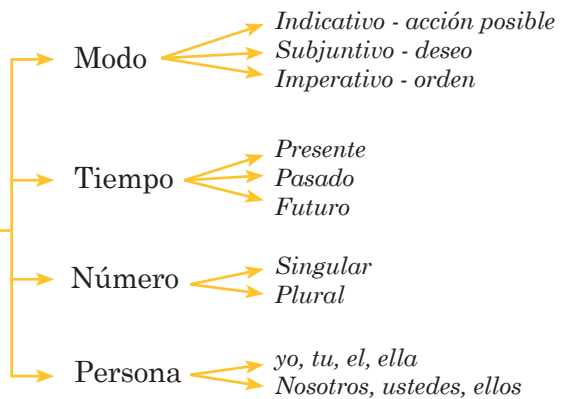 Modo
Indicativo - acción posible
Subjuntivo - deseo
Imperativo - orden
Tiempo
Presente
Pasado
Futuro
Número
Singular
Plural
Persona
yo, tu, el, ella
Nosotros, ustedes, ellos